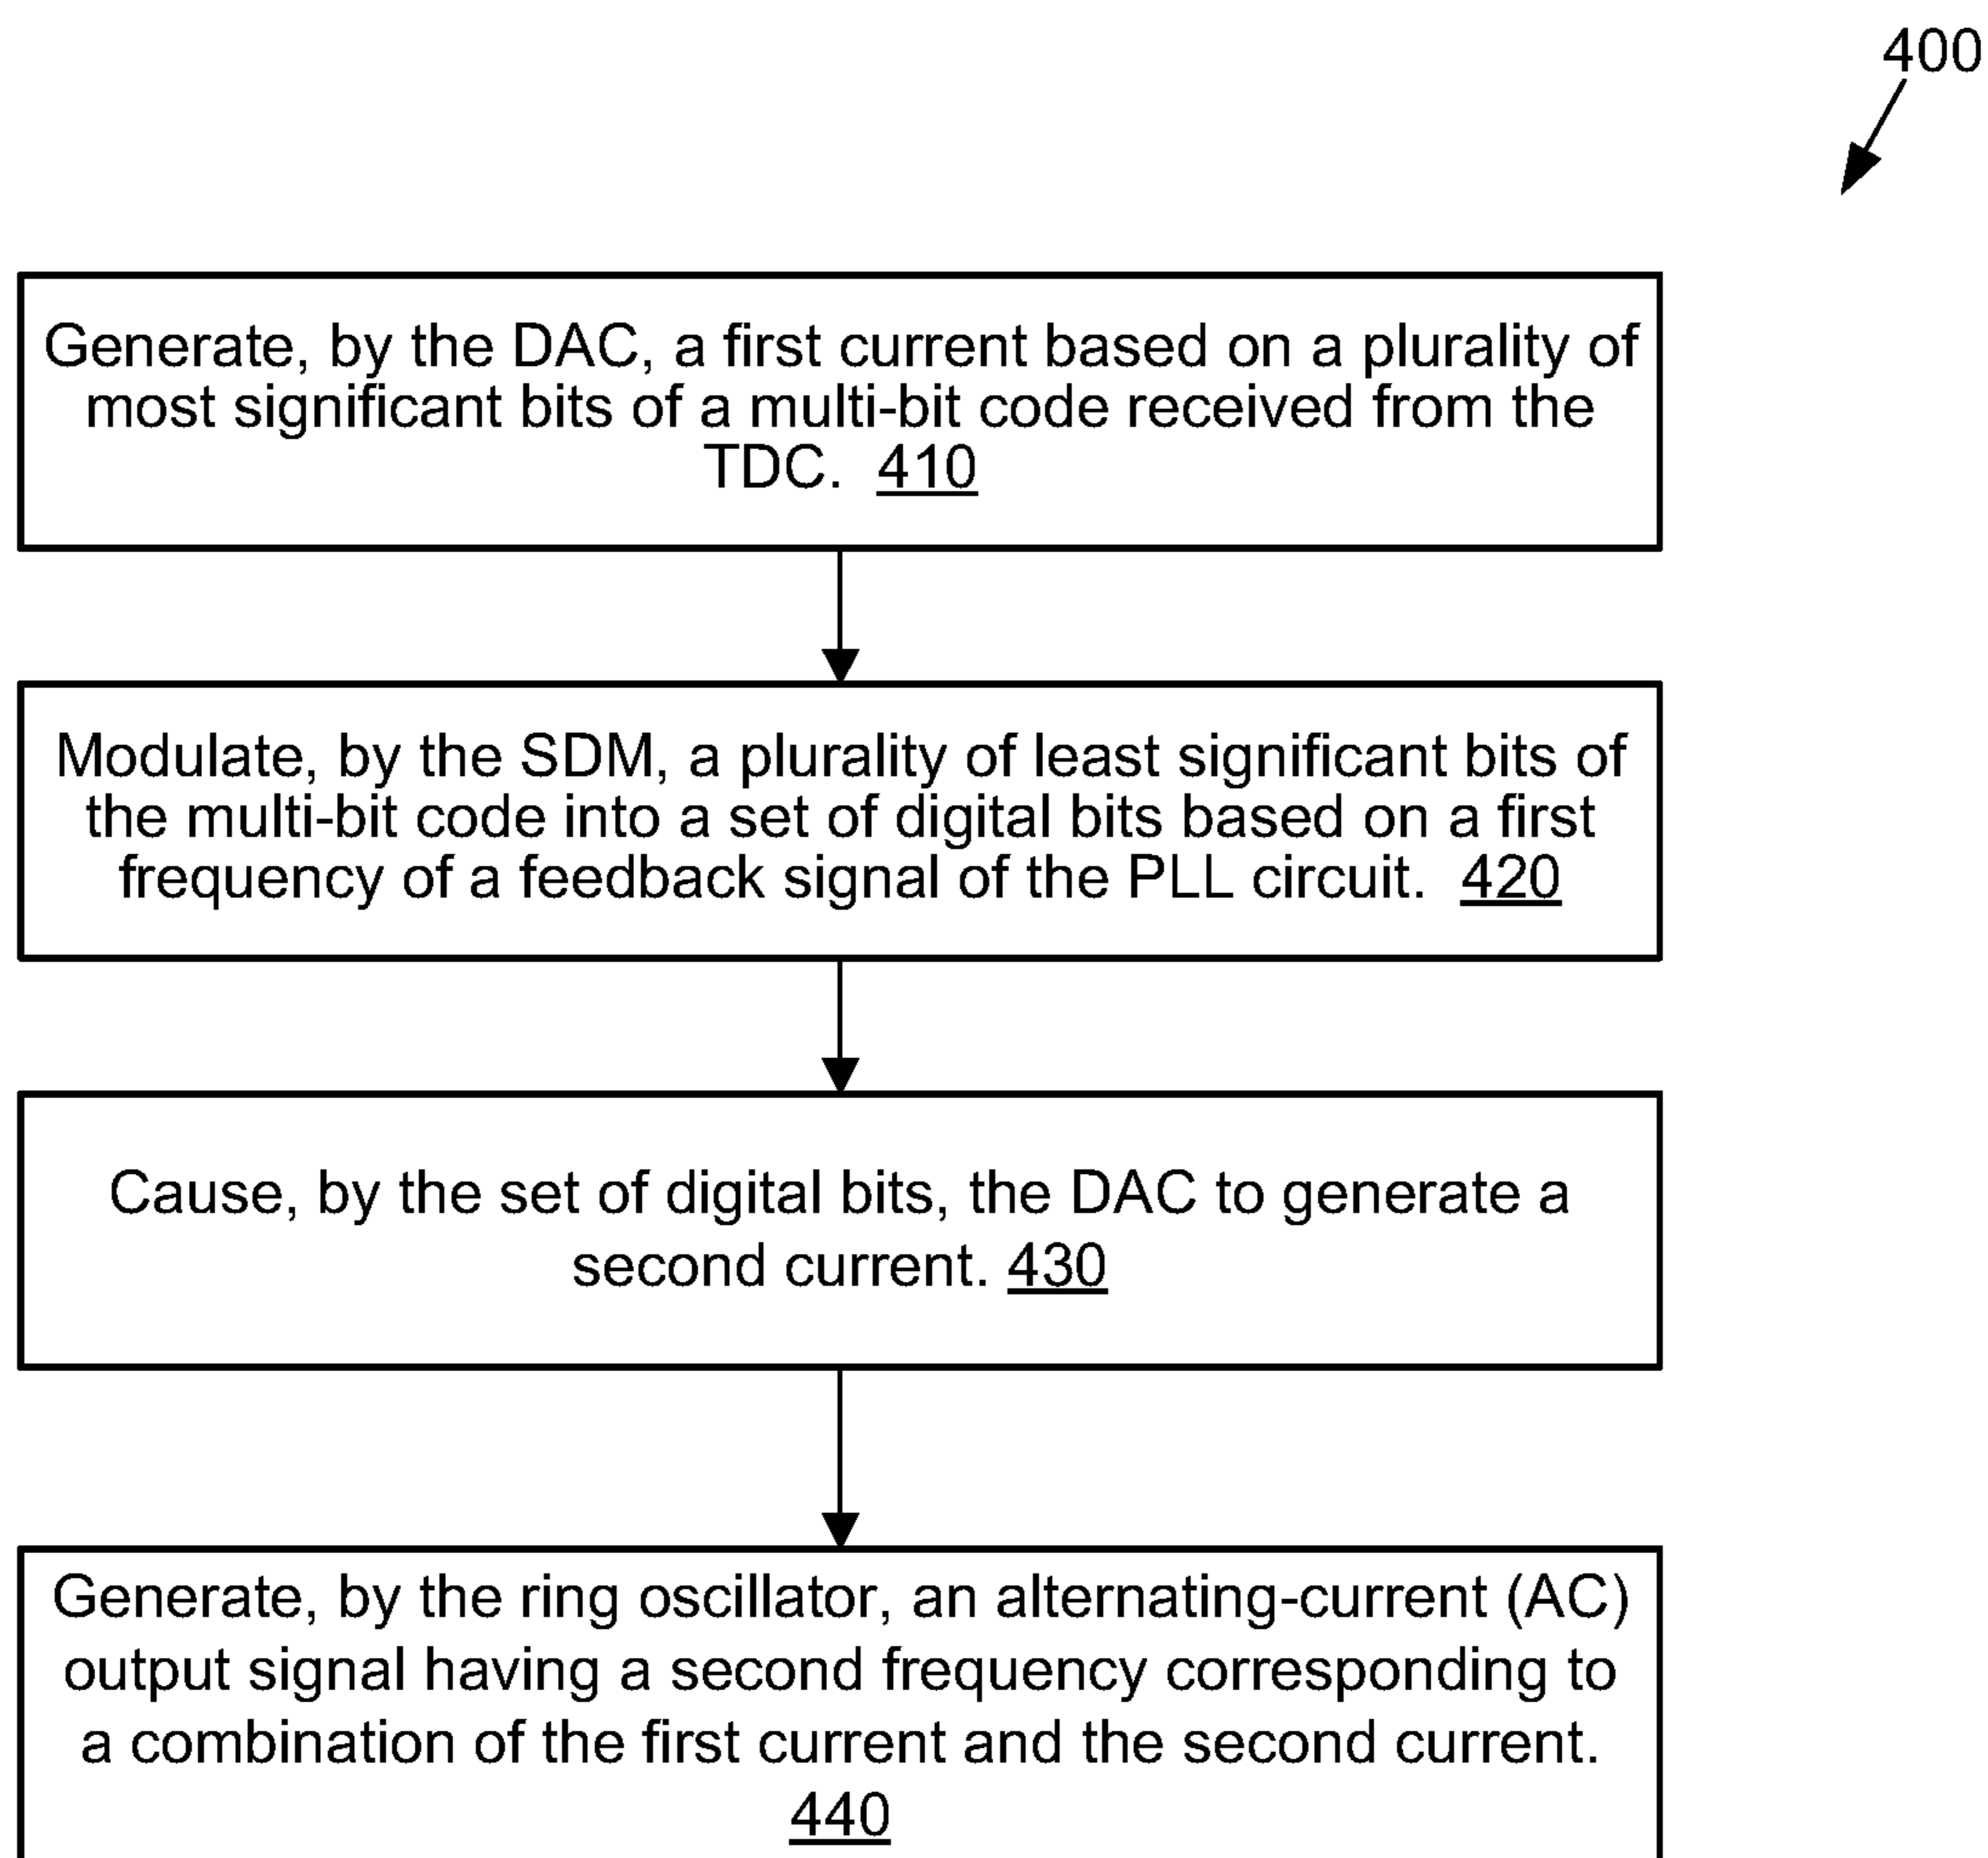 400
Generate, by the DAC, a first current based on a plurality of
most significant bits of a multi-bit code received from the
TDC. 410
Modulate, by the SDM, a plurality of least significant bits of
the multi-bit code into a set of digital bits based on a first
frequency of a feedback signal of the PLL circuit. 420
Cause, by the set of digital bits, the DAC to generate a
second current. 430
Generate, by the ring oscillator, an alternating-current (AC)
output signal having a second frequency corresponding to
a combination of the first current and the second current.
440